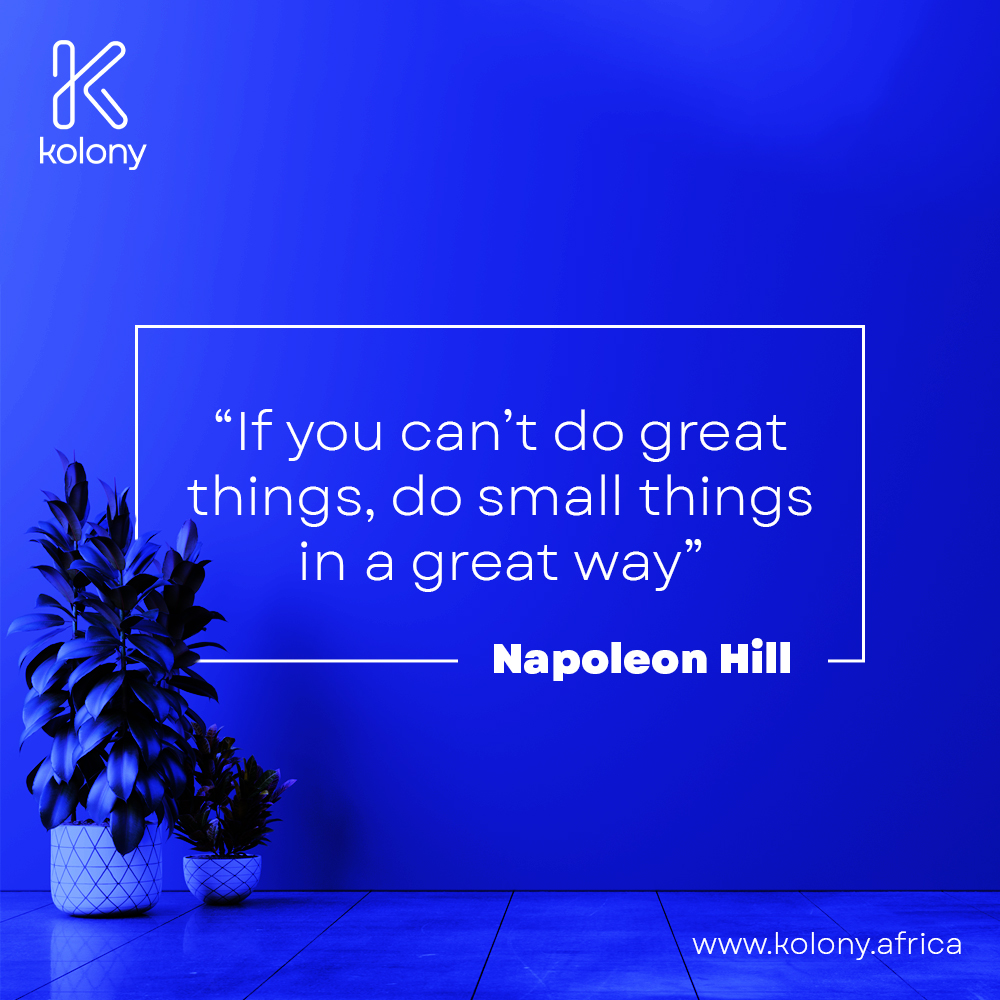 kolony
“If you can’t do great
things, do small things
in a great way”
Napoleon Hill
www.kolony.africa